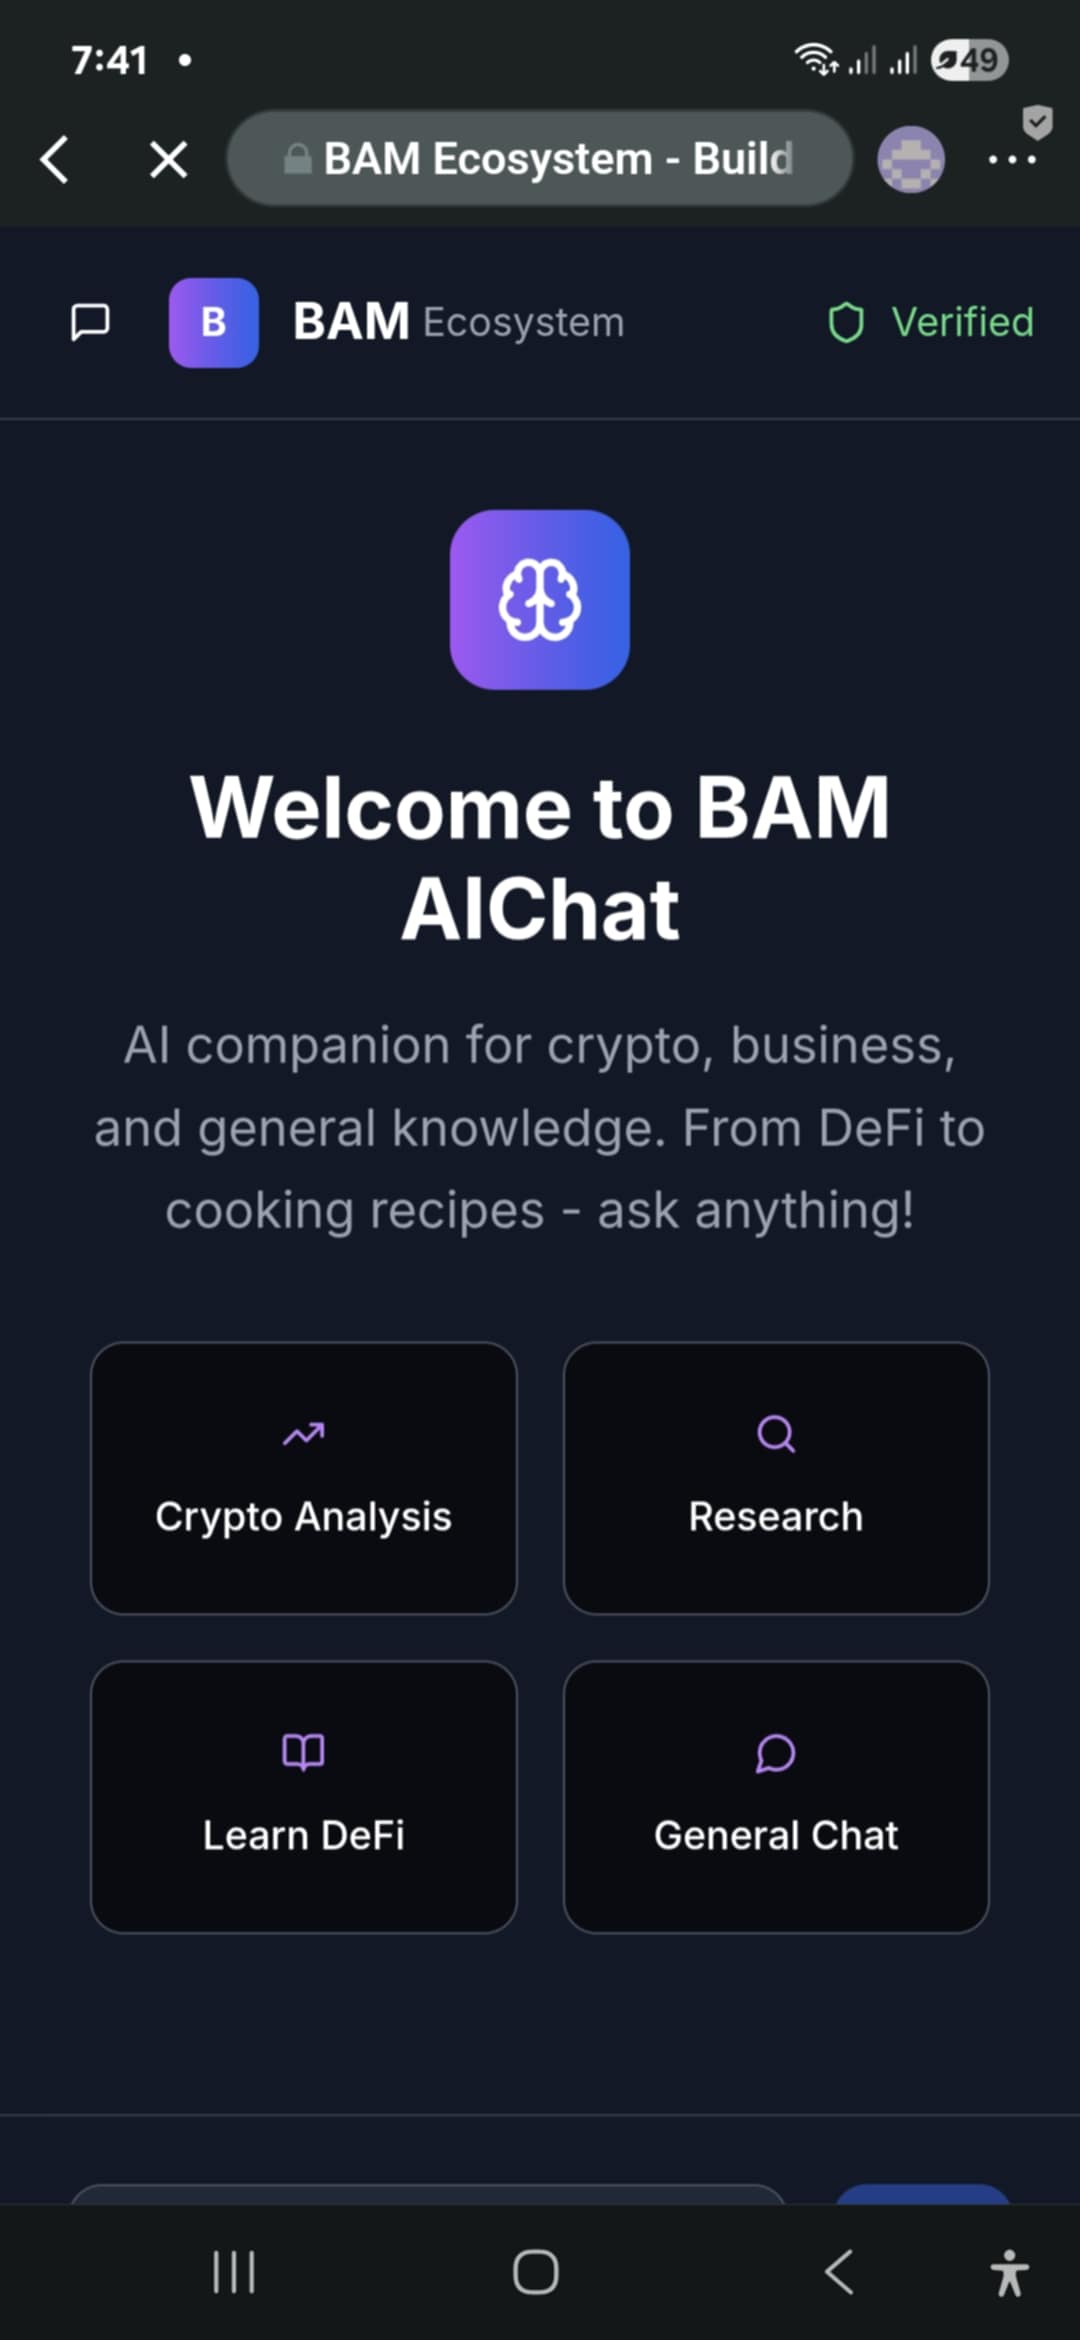 7:41
49
BAM Ecosystem - Build
B BAM Ecosystem Verified
Welcome to BAM
AIChat
AI companion for crypto, business,
and general knowledge. From DeFi to
cooking recipes - ask anything!
Crypto Analysis
Research
Learn DeFi
General Chat